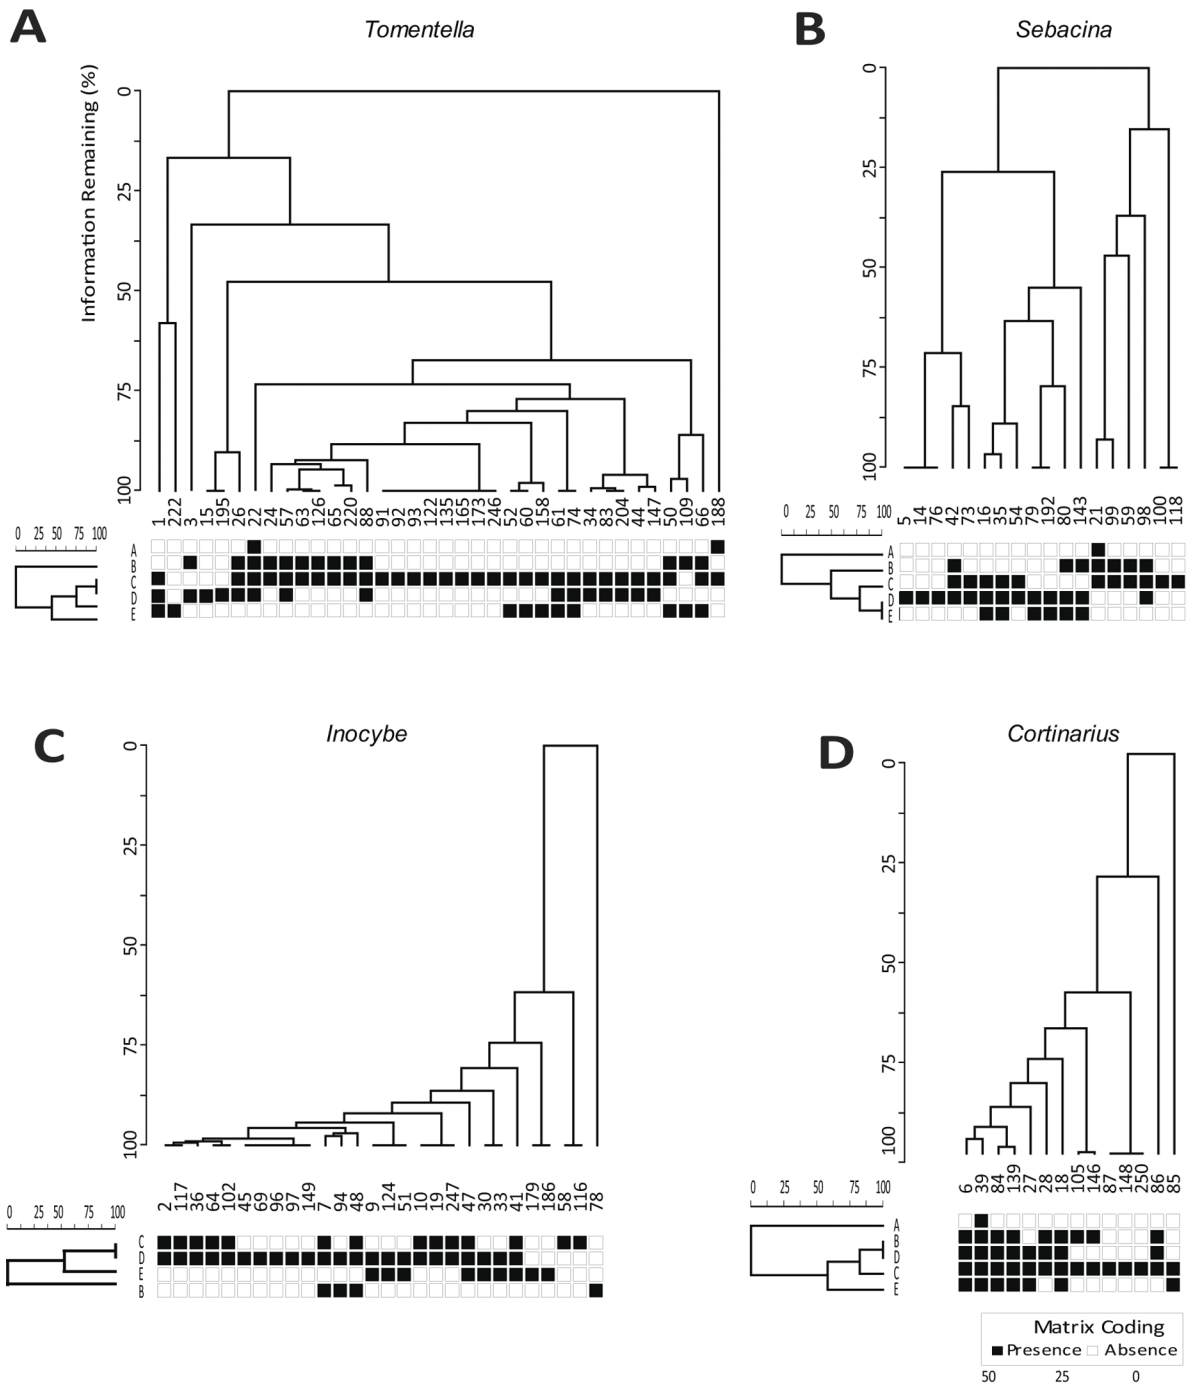 A
Tomentella
B
Sebacina
Information Remaining (%)
0
25
50
75
100
0
25
50
75
100
1 222 3 15 195 26 22 24 57 63 126 65 220 88 91 92 93 122 135 165 173 246 52 60 158 61 74 34 83 204 44 147 50 109 66 188
5 14 76 42 73 16 35 54 79 192 80 143 21 99 59 98 100 118
0 25 50 75 100
A
B
C
D
E
0 25 50 75 100
A
B
C
D
E
C
Inocybe
D
Cortinarius
0
25
50
75
100
0
25
50
75
100
2 117 36 64 102 45 69 96 97 149 7 94 48 9 124 51 10 19 247 47 30 33 41 179 186 58 116 78
6 39 84 139 27 28 18 105 146 87 148 250 86 85
0 25 50 75 100
C
D
E
B
0 25 50 75 100
A
B
D
C
E
Matrix Coding
Presence Absence
50 25 0